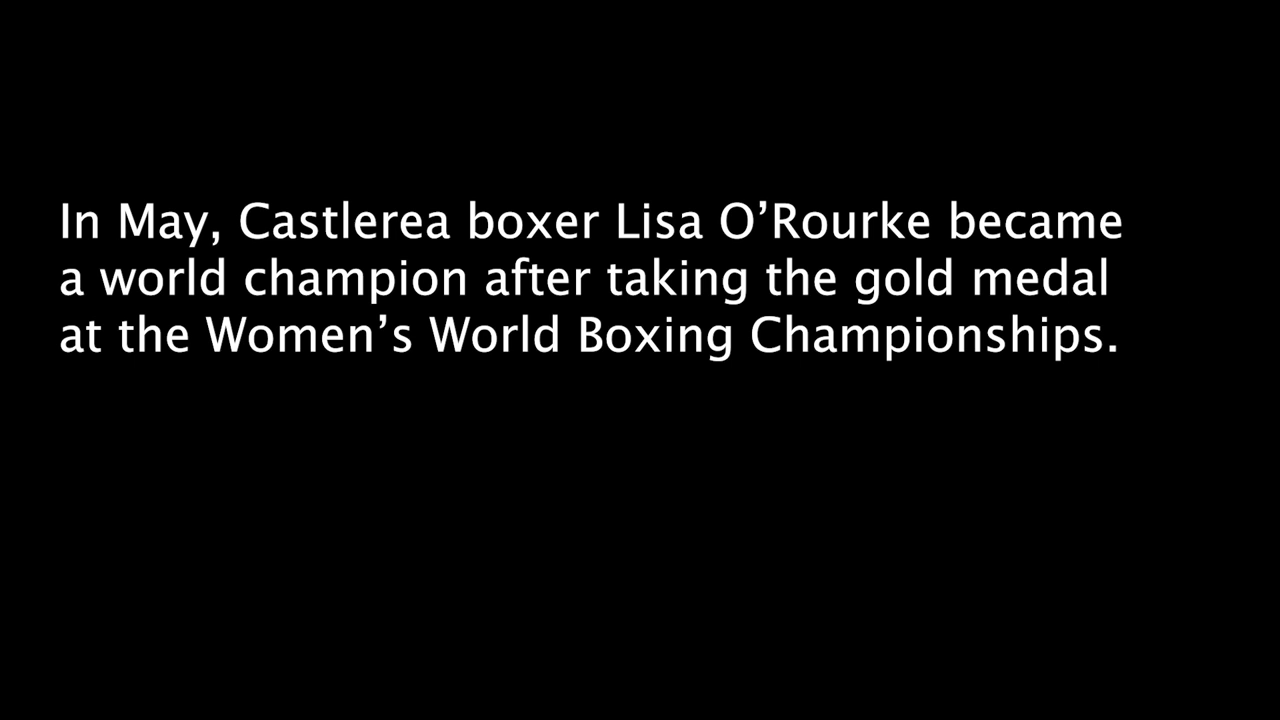 In May, Castlerea boxer Lisa O’Rourke became
a world champion after taking the gold medal
at the Women’s World Boxing Championships.